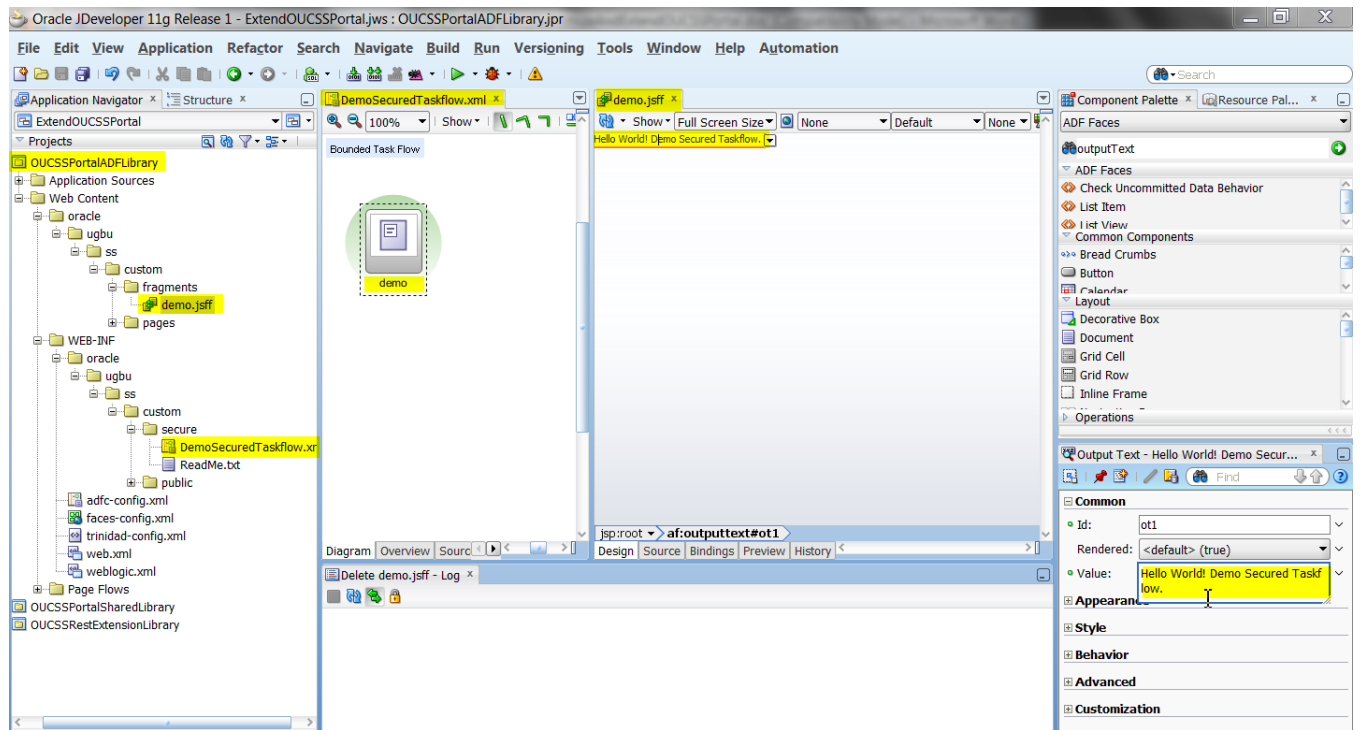 Oracle JDeveloper 11g Release 1 - ExtendOUCSSPortal.jws : OUCSSPortalADFLibrary.jpr
File Edit View Application Refactor Search Navigate Build Run Versioning Tools Window Help Automation
Search
Application Navigator x Structure x
ExtendOUCSSPortal
Projects
OUCSSPortalADFLibrary
Application Sources
Web Content
oracle
ugbu
ss
custom
fragments
demo.jsff
pages
WEB-INF
oracle
ugbu
ss
custom
secure
DemoSecuredTaskflow.xr
ReadMe.txt
public
adfc-config.xml
faces-config.xml
trinidad-config.xml
web.xml
weblogic.xml
Page Flows
OUCSSPortalSharedLibrary
OUCSSRestExtensionLibrary
DemoSecuredTaskflow.xml x
100% Show
Bounded Task Flow
demo
Diagram Overview Sourc
demo.jsff x
Show Full Screen Size None Default None
Hello World! Demo Secured Taskflow.
jsp:root af:outputtext#ot1
Design Source Bindings Preview History
Delete demo.jsff - Log x
Component Palette x Resource Pal... x
ADF Faces
outputText
ADF Faces
Check Uncommitted Data Behavior
List Item
List View
Common Components
Bread Crumbs
Button
Calendar
Layout
Decorative Box
Document
Grid Cell
Grid Row
Inline Frame
Operations
Output Text - Hello World! Demo Secur... x
Find
Common
Id: ot1
Rendered: <default> (true)
Value: Hello World! Demo Secured Taskf
low.
Appearance
Style
Behavior
Advanced
Customization